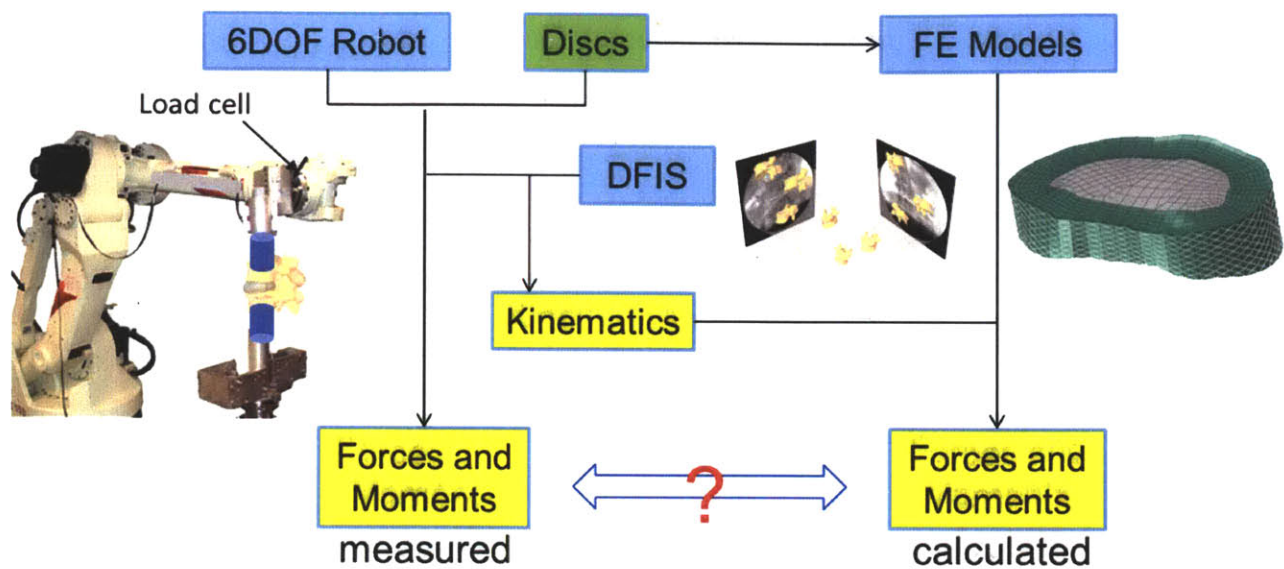 6DOF Robot
Discs
FE Models
Load cell
DFIS
Kinematics
Forces and
Moments
measured
?
Forces and
Moments
calculated